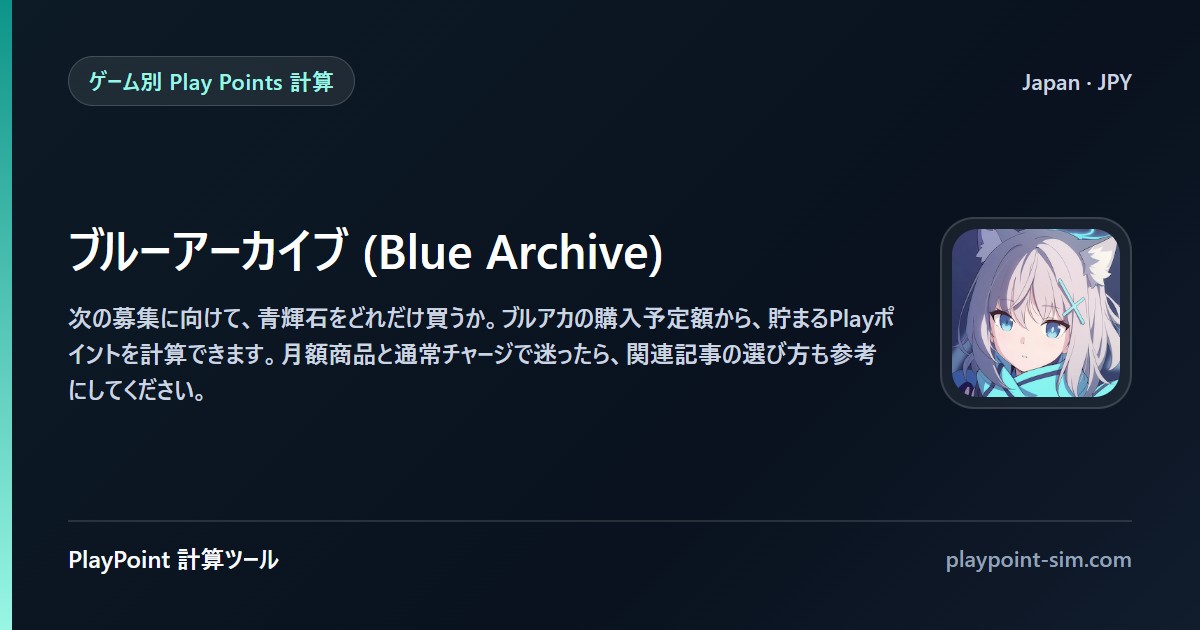 ゲーム別 Play Points 計算
Japan · JPY
ブルーアーカイブ (Blue Archive)
次の募集に向けて、青輝石をどれだけ買うか。ブルアカの購入予定額から、貯まるPlayポ
イントを計算できます。月額商品と通常チャージで迷ったら、関連記事の選び方も参考
にしてください。
PlayPoint 計算ツール
playpoint-sim.com